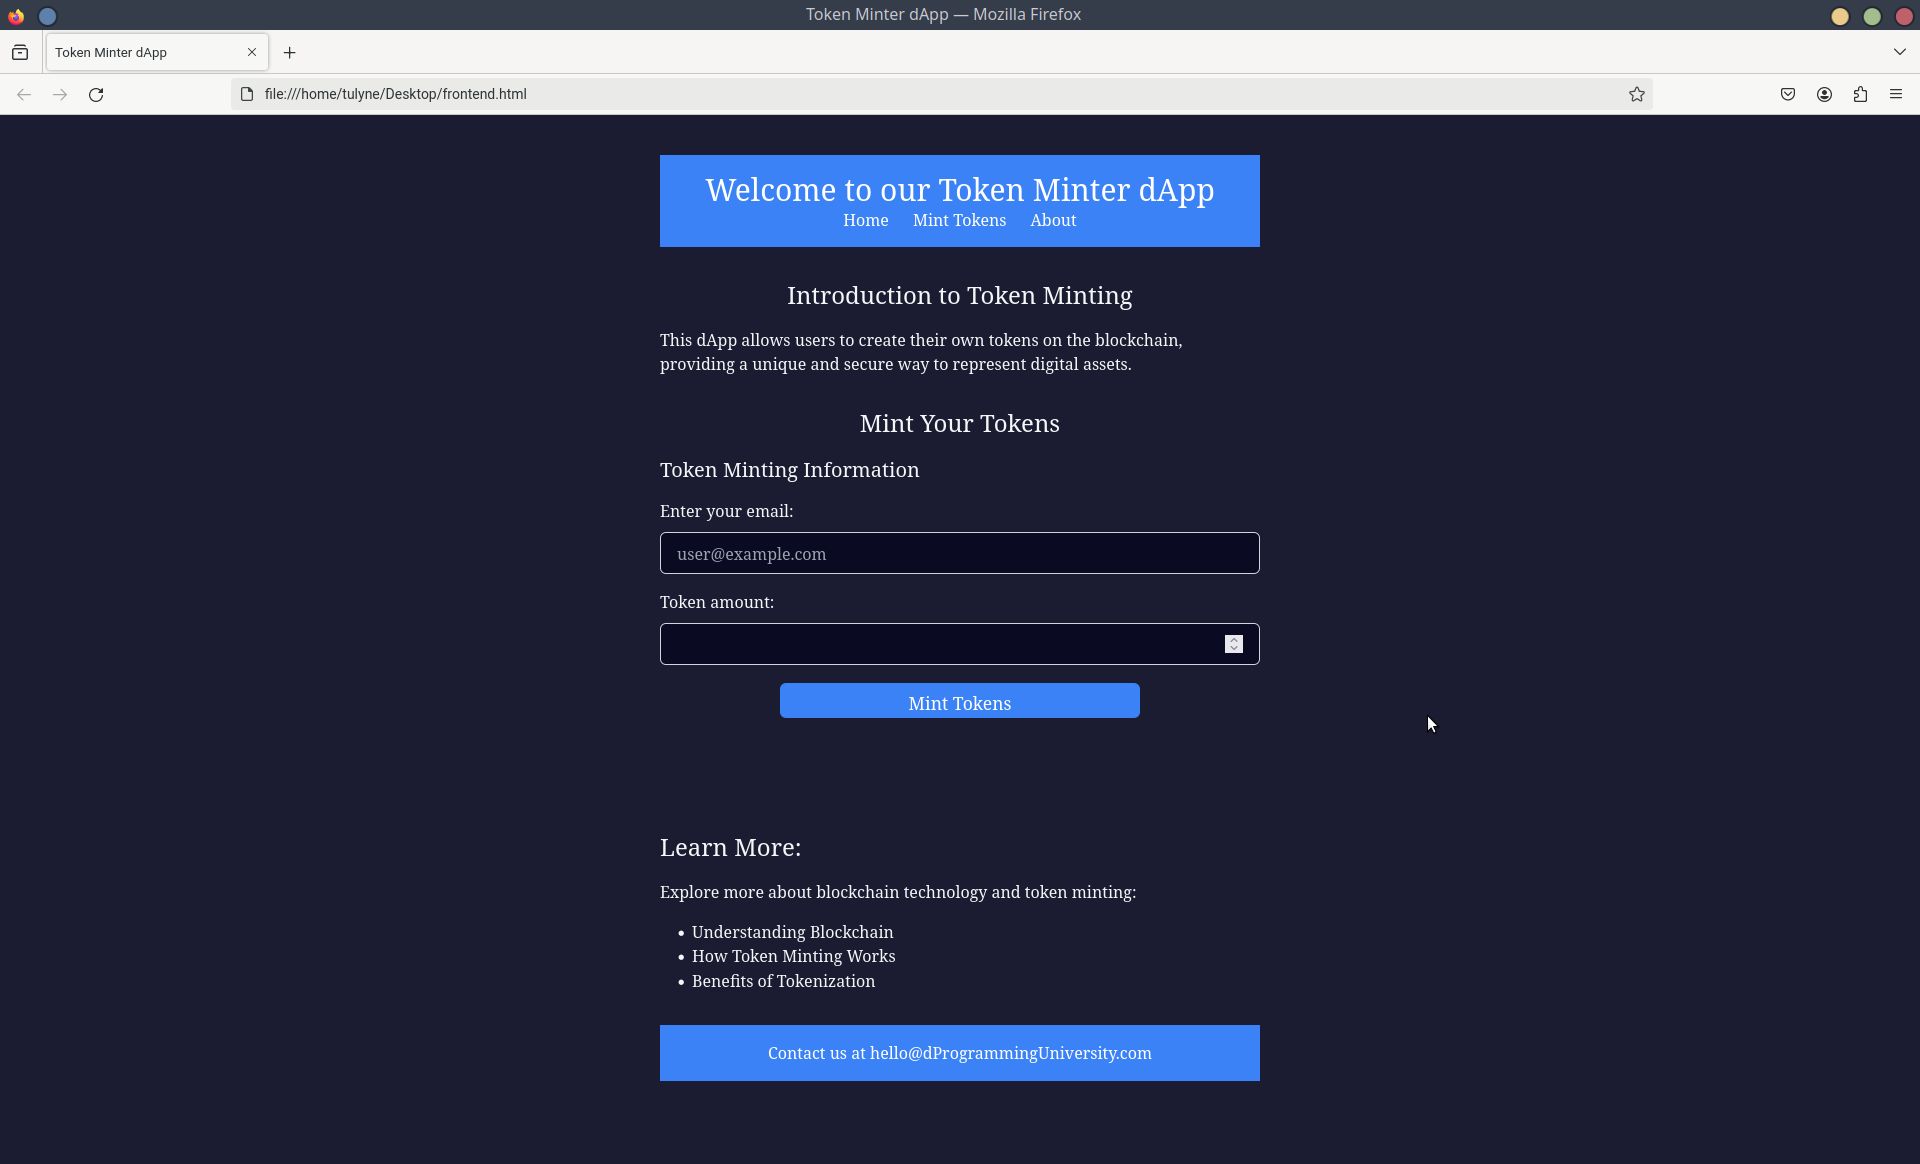 Token Minter dApp — Mozilla Firefox
Token Minter dApp
file:///home/tulyne/Desktop/frontend.html
Welcome to our Token Minter dApp
Home Mint Tokens About
Introduction to Token Minting
This dApp allows users to create their own tokens on the blockchain,
providing a unique and secure way to represent digital assets.
Mint Your Tokens
Token Minting Information
Enter your email:
user@example.com
Token amount:
Mint Tokens
Learn More:
Explore more about blockchain technology and token minting:
• Understanding Blockchain
• How Token Minting Works
• Benefits of Tokenization
Contact us at hello@dProgrammingUniversity.com